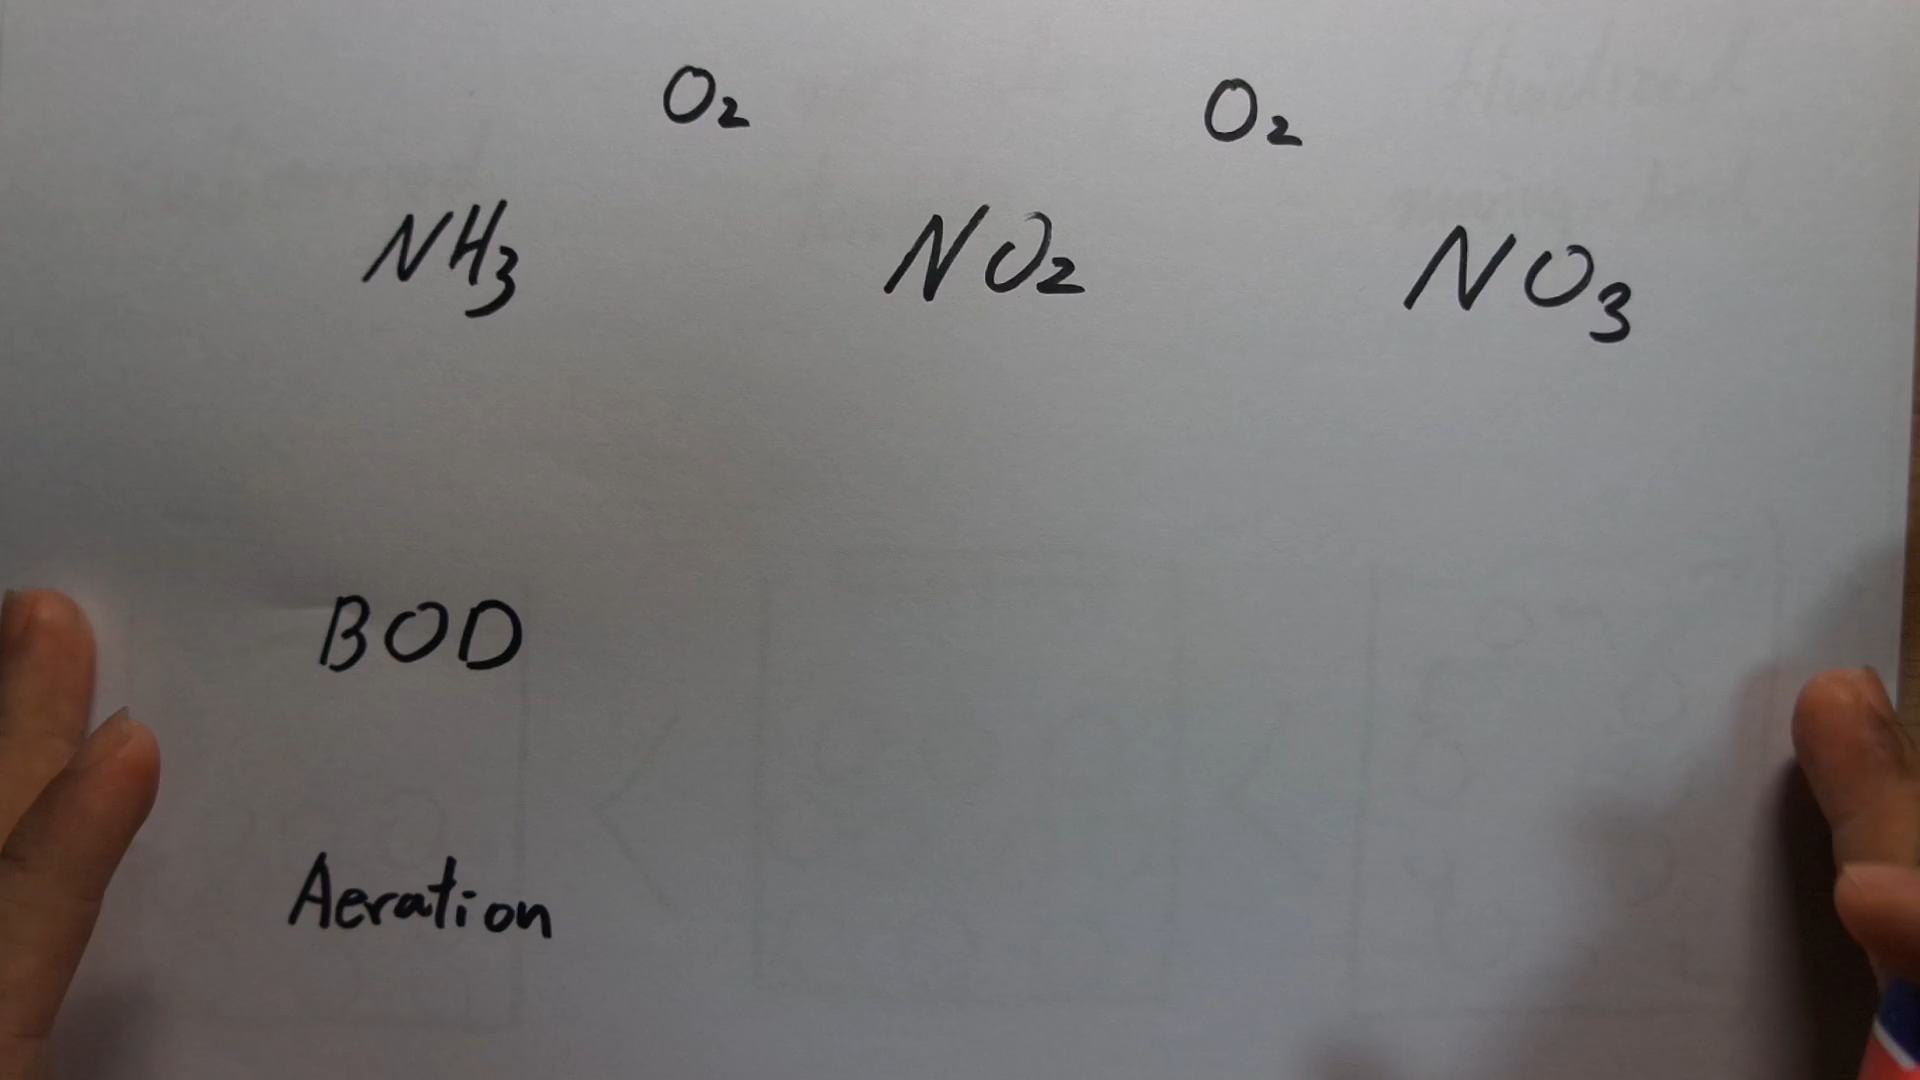 O₂ O₂
NH₃ NO₂ NO₃
BOD
Aeration